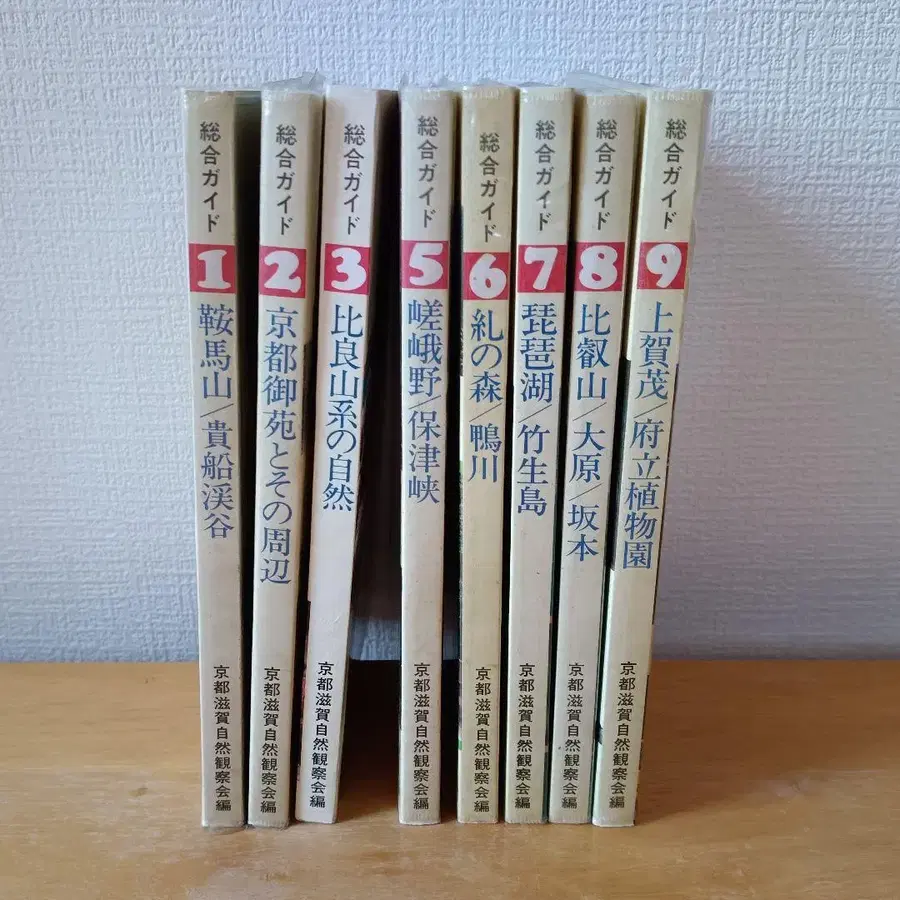 総合ガイド
1
鞍馬山/貴船渓谷
京都滋賀自然観察会編
総合ガイド
2
京都御苑とその周辺
京都滋賀自然観察会編
総合ガイド
3
比良山系の自然
京都滋賀自然観察会編
総合ガイド
5
嵯峨野/保津峡
京都滋賀自然観察会編
総合ガイド
6
糺の森/鴨川
京都滋賀自然観察会編
総合ガイド
7
琵琶湖/竹生島
京都滋賀自然観察会編
総合ガイド
8
比叡山/大原/坂本
京都滋賀自然観察会編
総合ガイド
9
上賀茂/府立植物園
京都滋賀自然観察会編